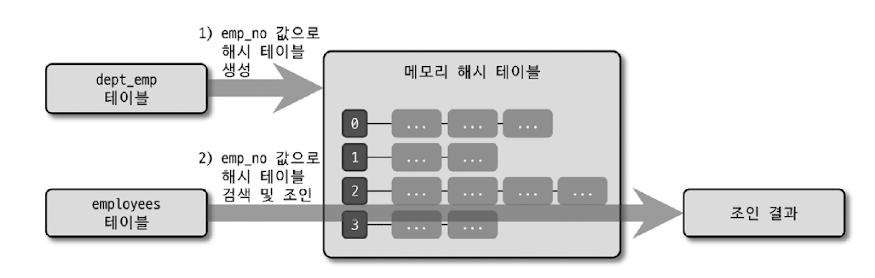 1) emp_no 값으로
해시 테이블
생성
dept_emp
테이블
메모리 해시 테이블
0
... ... ...
1
... ...
2
... ... ... ...
3
... ...
2) emp_no 값으로
해시 테이블
검색 및 조인
employees
테이블
조인 결과